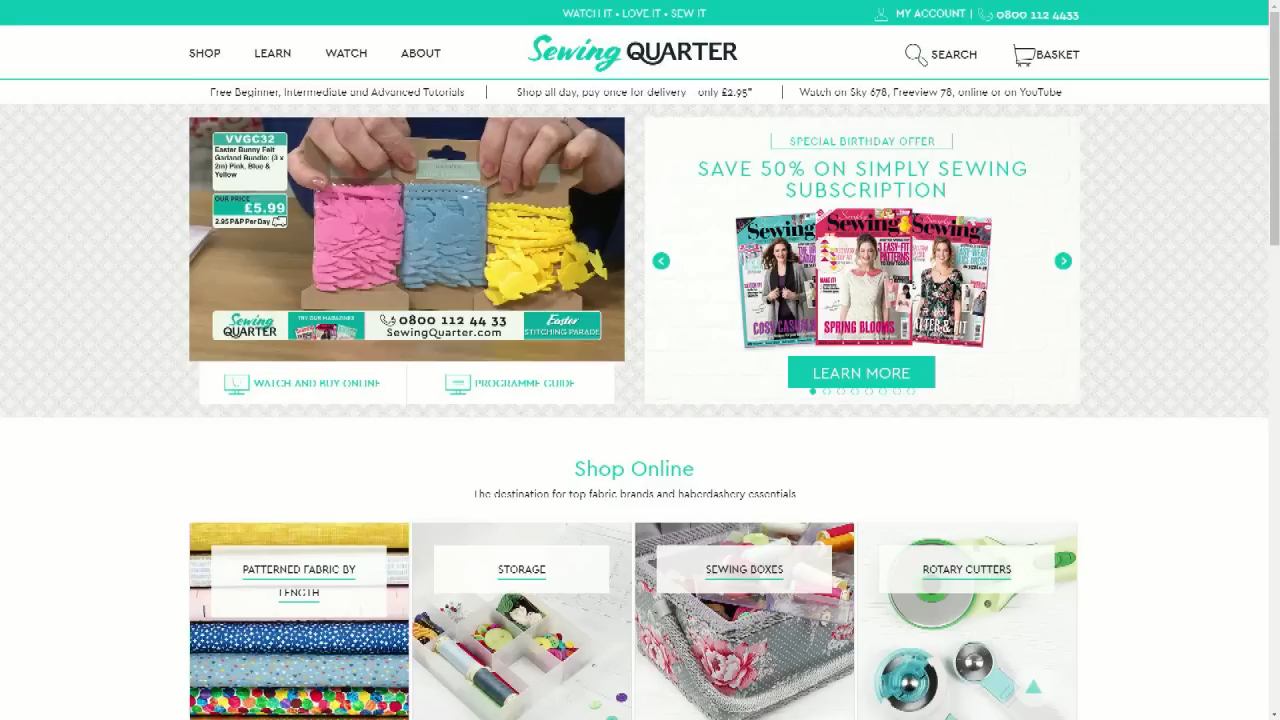 WATCH IT • LOVE IT • SEW IT
MY ACCOUNT | 0800 112 4433
SHOP LEARN WATCH ABOUT
Sewing QUARTER
SEARCH BASKET
Free Beginner, Intermediate and Advanced Tutorials
Shop all day, pay once for delivery only £2.95*
Watch on Sky 678, Freeview 78, online or on YouTube
VVGC32
Easter Bunny Felt
Garland Bundle: (3 x
2m) Pink, Blue &
Yellow
OUR PRICE
£5.99
2.95 P&P Per Day
Sewing
QUARTER
TRY OUR MAGAZINES
0800 112 44 33
SewingQuarter.com
Easter
STITCHING PARADE
WATCH AND BUY ONLINE
PROGRAMME GUIDE
SPECIAL BIRTHDAY OFFER
SAVE 50% ON SIMPLY SEWING
SUBSCRIPTION
Sewing
Simply
Sewing
Sewing
COSY CASUAL
SPRING BLOOMS
ALTER & FIT
LEARN MORE
Shop Online
The destination for top fabric brands and haberdashery essentials
PATTERNED FABRIC BY
LENGTH
STORAGE
SEWING BOXES
ROTARY CUTTERS